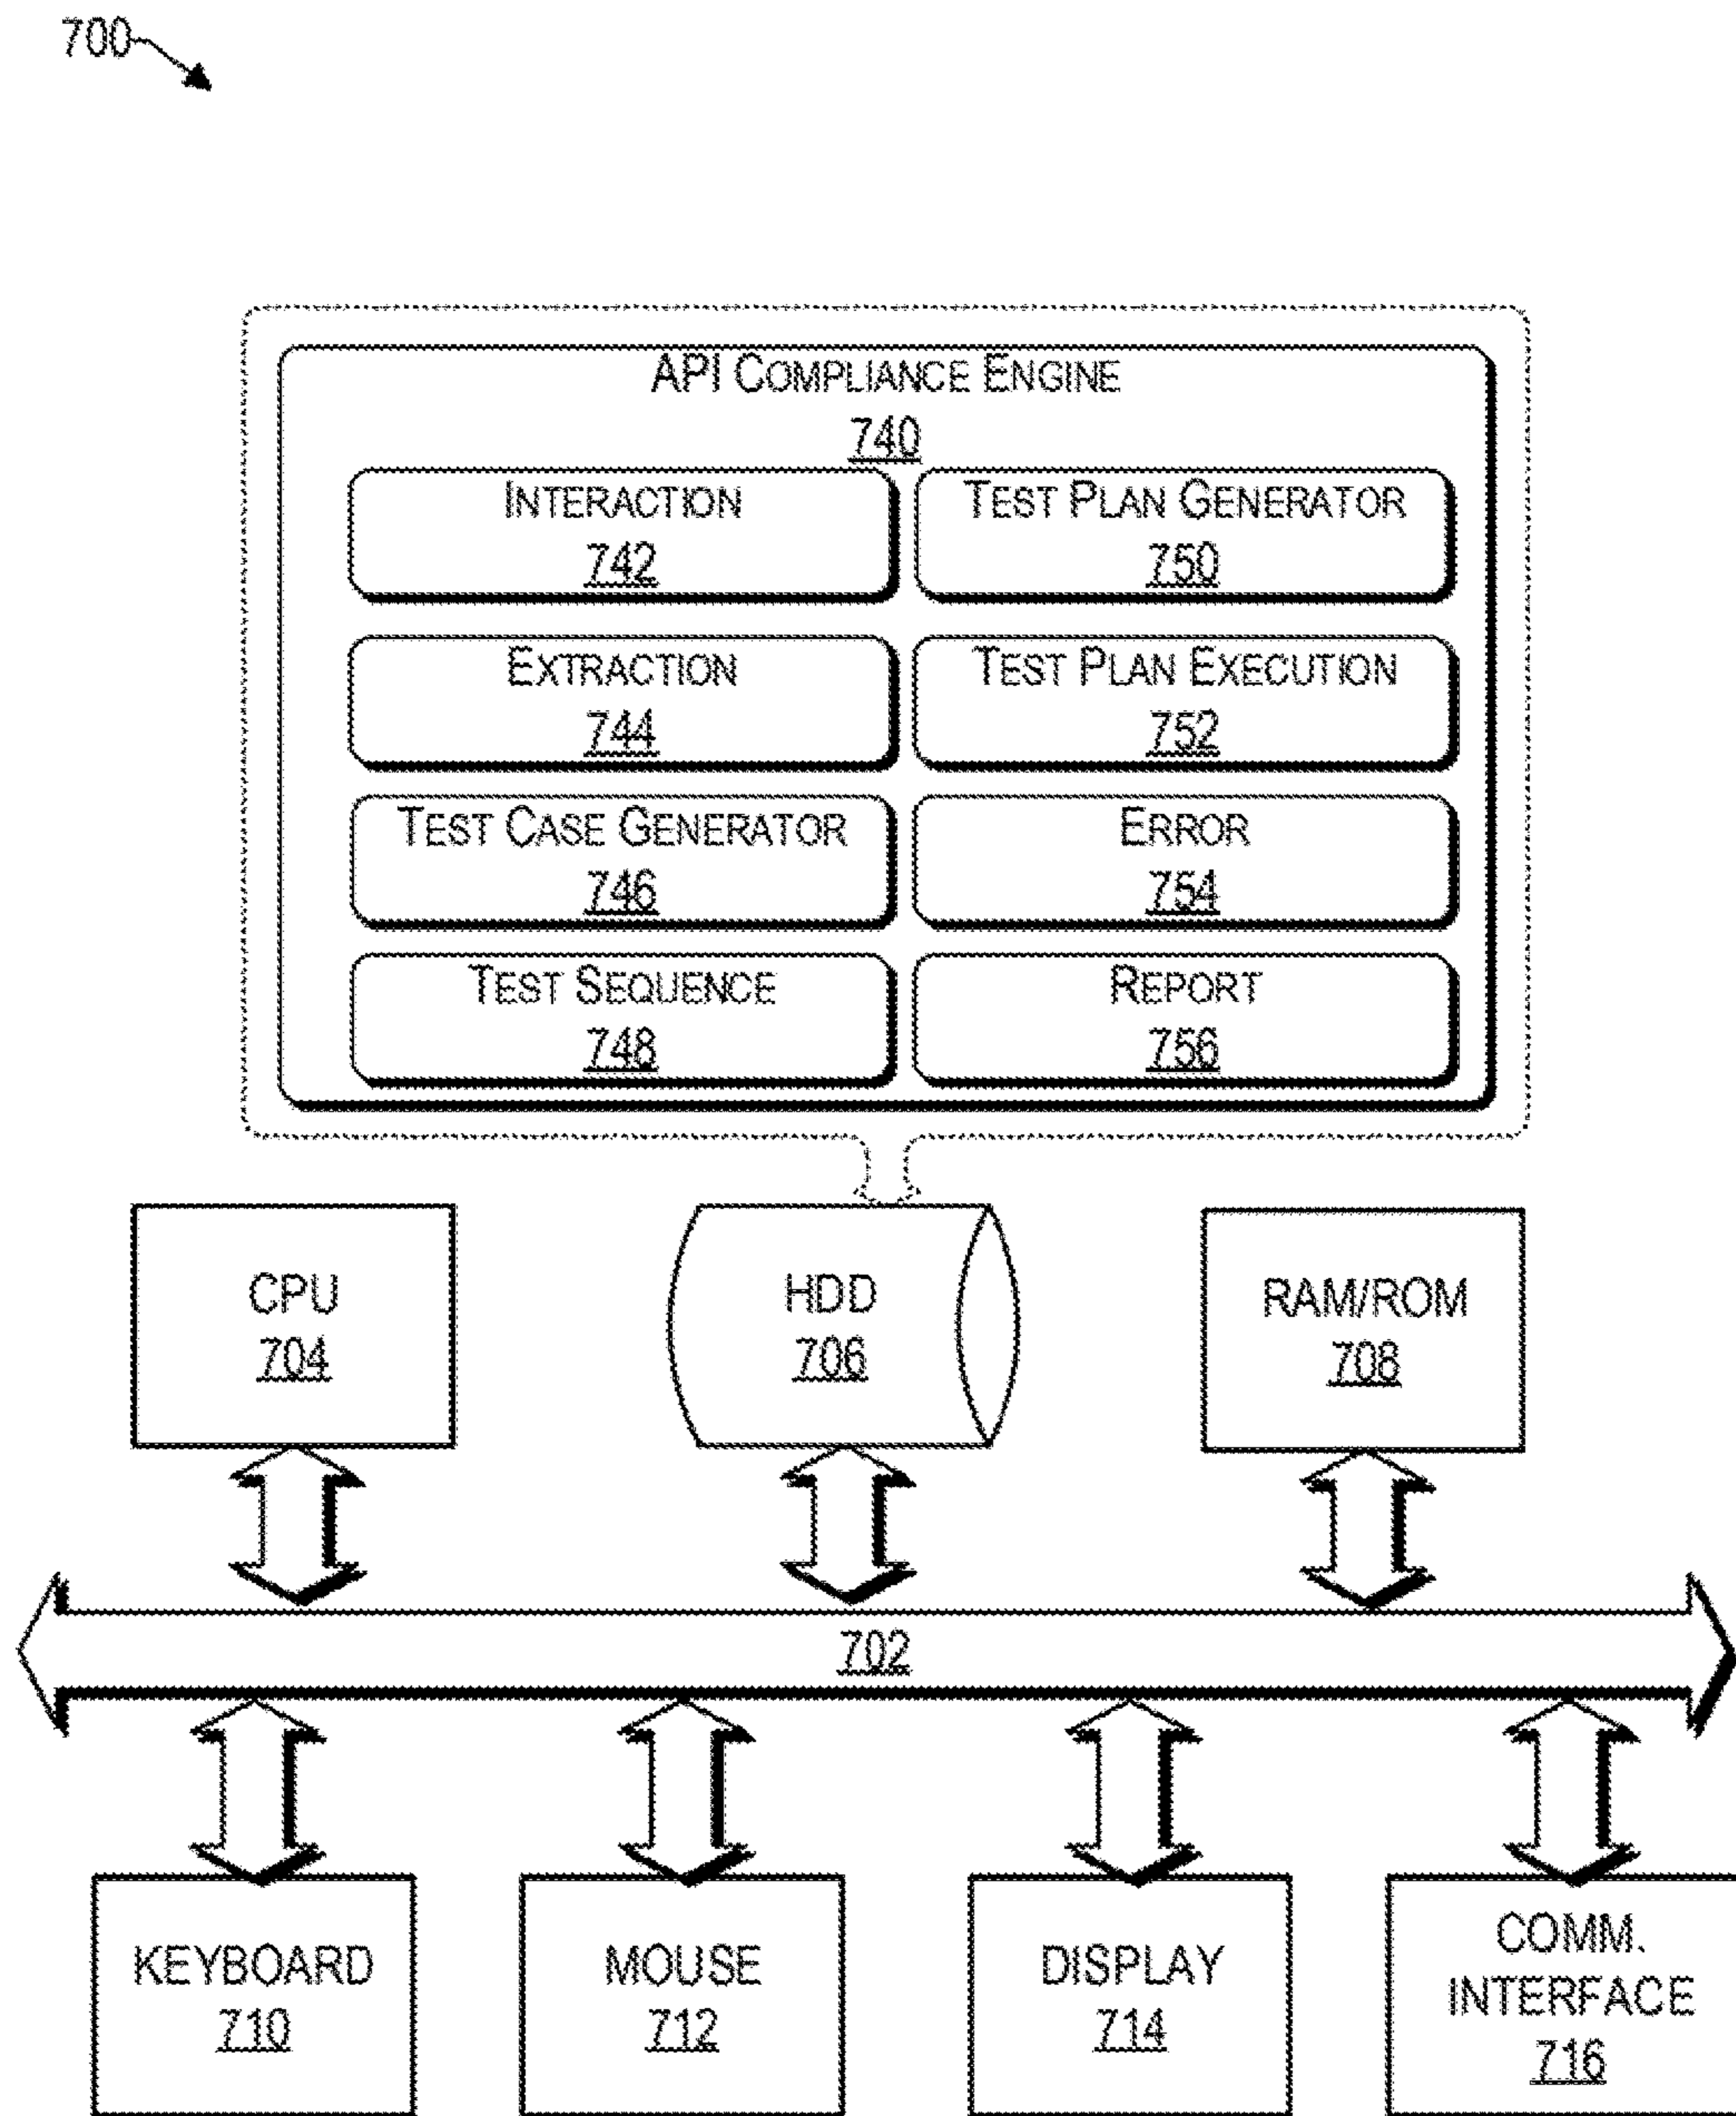 700
API COMPLIANCE ENGINE
740
INTERACTION
742
TEST PLAN GENERATOR
750
EXTRACTION
744
TEST PLAN EXECUTION
752
TEST CASE GENERATOR
746
ERROR
754
TEST SEQUENCE
748
REPORT
756
CPU
704
HDD
706
RAM/ROM
708
702
KEYBOARD
710
MOUSE
712
DISPLAY
714
COMM.
INTERFACE
716